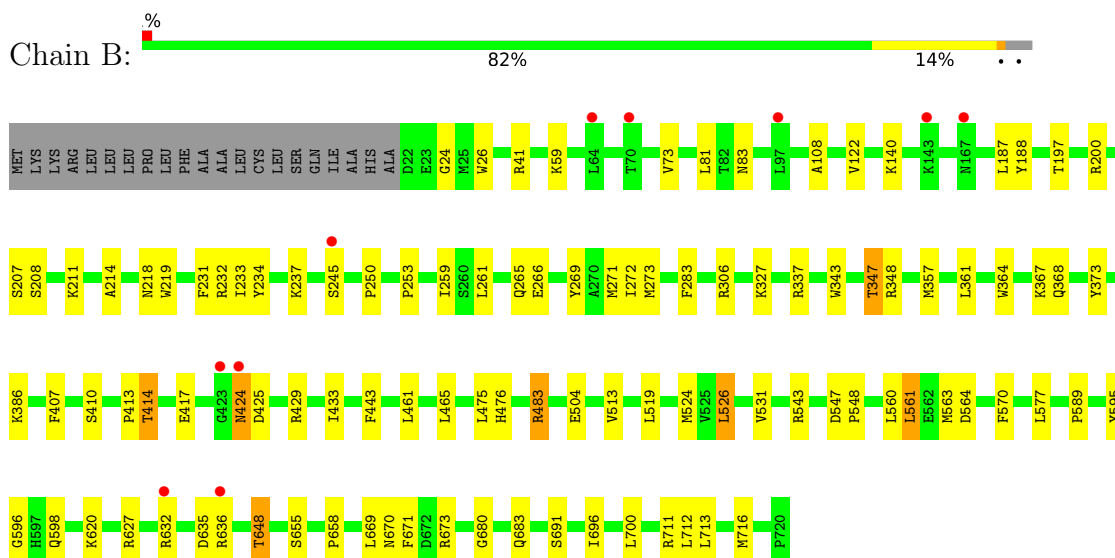 .%
Chain B:
82% 14% • •
MET LYS LYS ARG LEU LEU LEU PRO LEU PHE ALA ALA LEU CYS LEU SER GLN ILE ALA HIS ALA D22 E23 G24 M25 W26 R41 K59 L64 T70 V73 L81 T82 N83 L97 A108 V122 K140 K143 N167 L187 Y188 T197 R200
S207 S208 K211 A214 N218 W219 F231 R232 I233 Y234 K237 S245 P250 P253 I259 S260 L261 Q265 E266 Y269 A270 M271 I272 M273 F283 R306 K327 R337 W343 T347 R348 M357 L361 W364 K367 Q368 Y373
K386 F407 S410 P413 T414 E417 G423 N424 D425 R429 I433 F443 L461 L465 L475 H476 R483 E504 V513 L519 M524 V525 L526 V531 R543 D547 P548 L560 L561 E562 M563 D564 F570 L577 P589 Y595
G596 H597 Q598 K620 R627 R632 D635 R636 T648 S655 P658 L669 N670 F671 D672 R673 G680 Q683 S691 I696 L700 R711 L712 L713 M716 P720